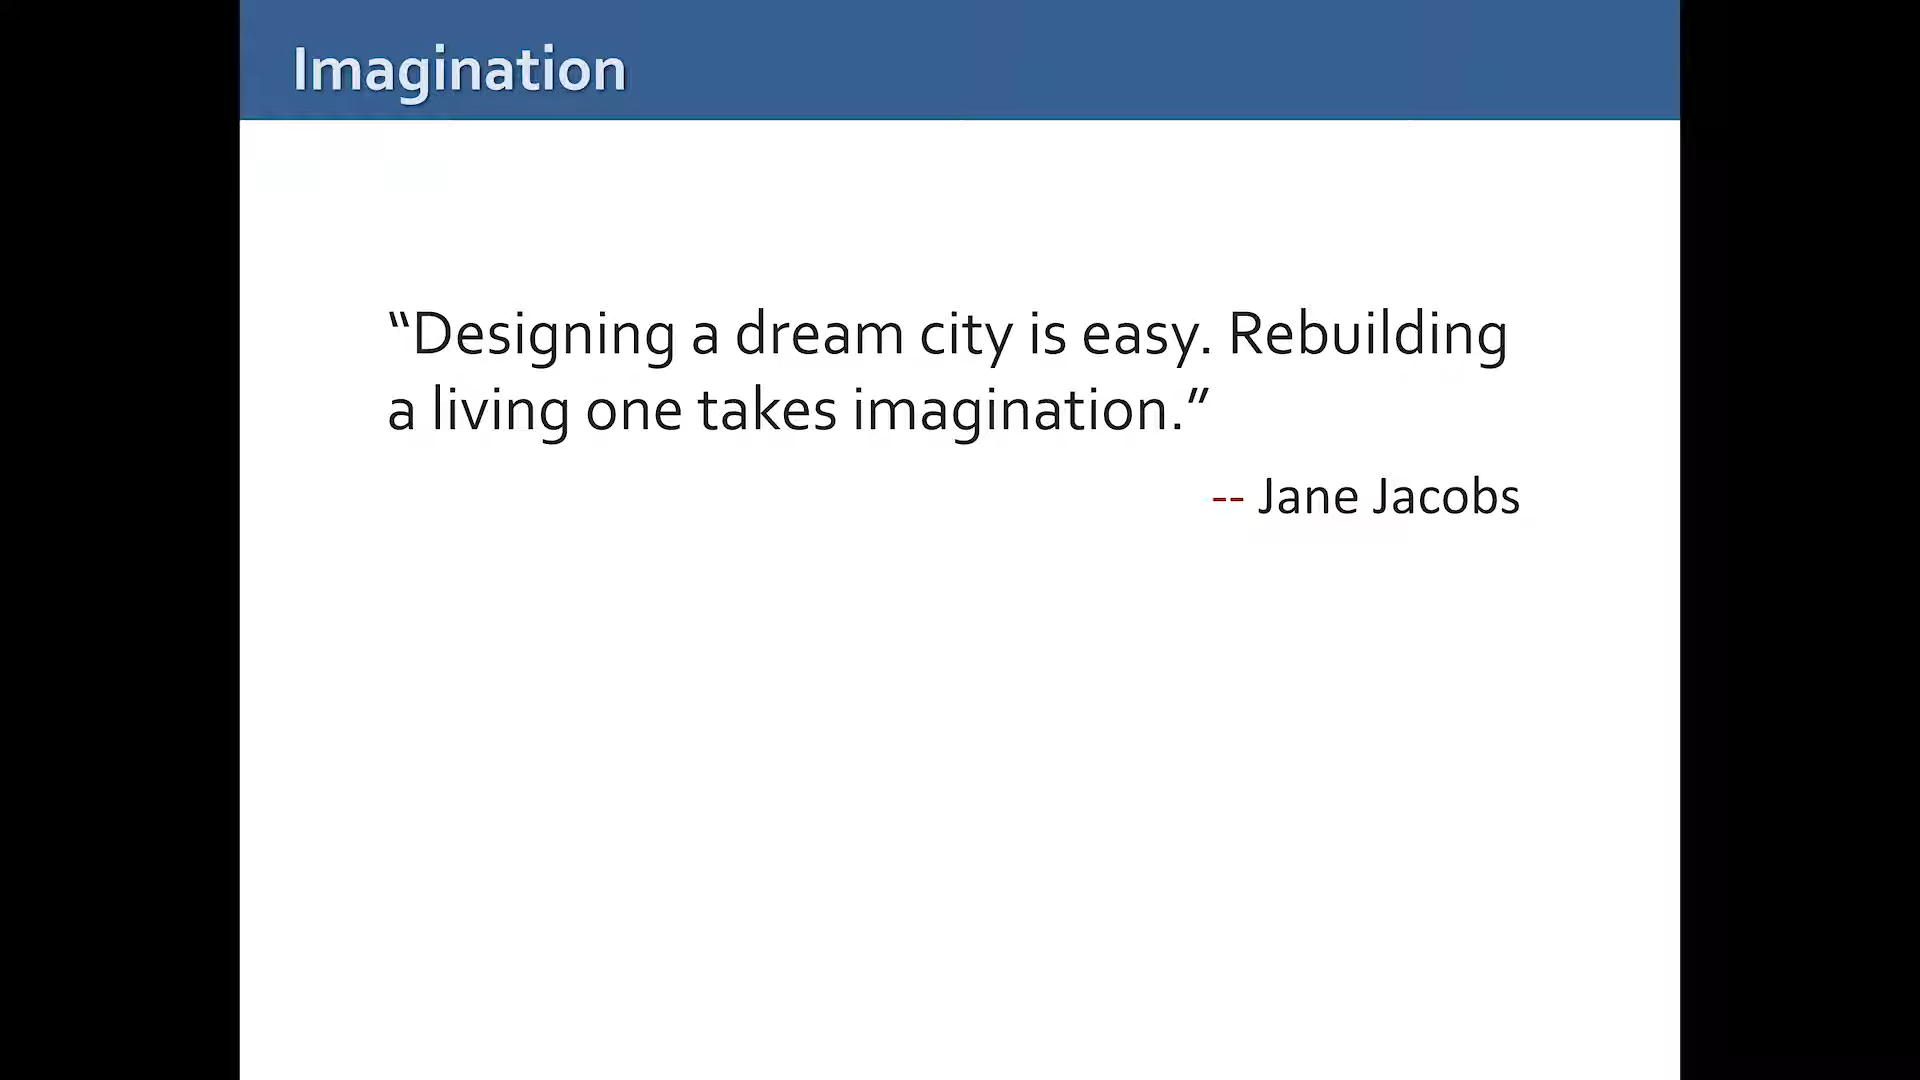 Imagination
“Designing a dream city is easy. Rebuilding
a living one takes imagination.”
-- Jane Jacobs